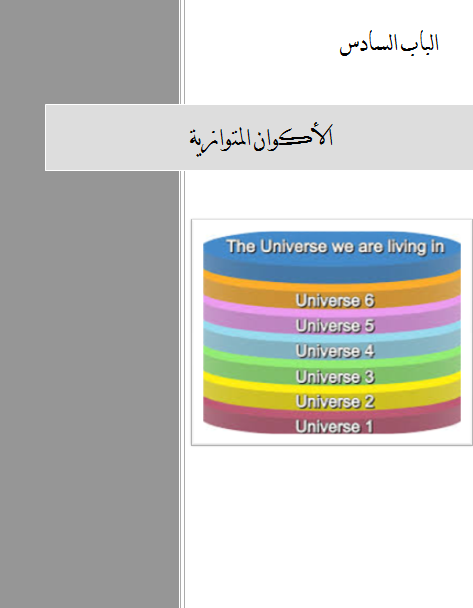 الباب السادس
الأكوان المتوازية
The Universe we are living in
Universe 6
Universe 5
Universe 4
Universe 3
Universe 2
Universe 1